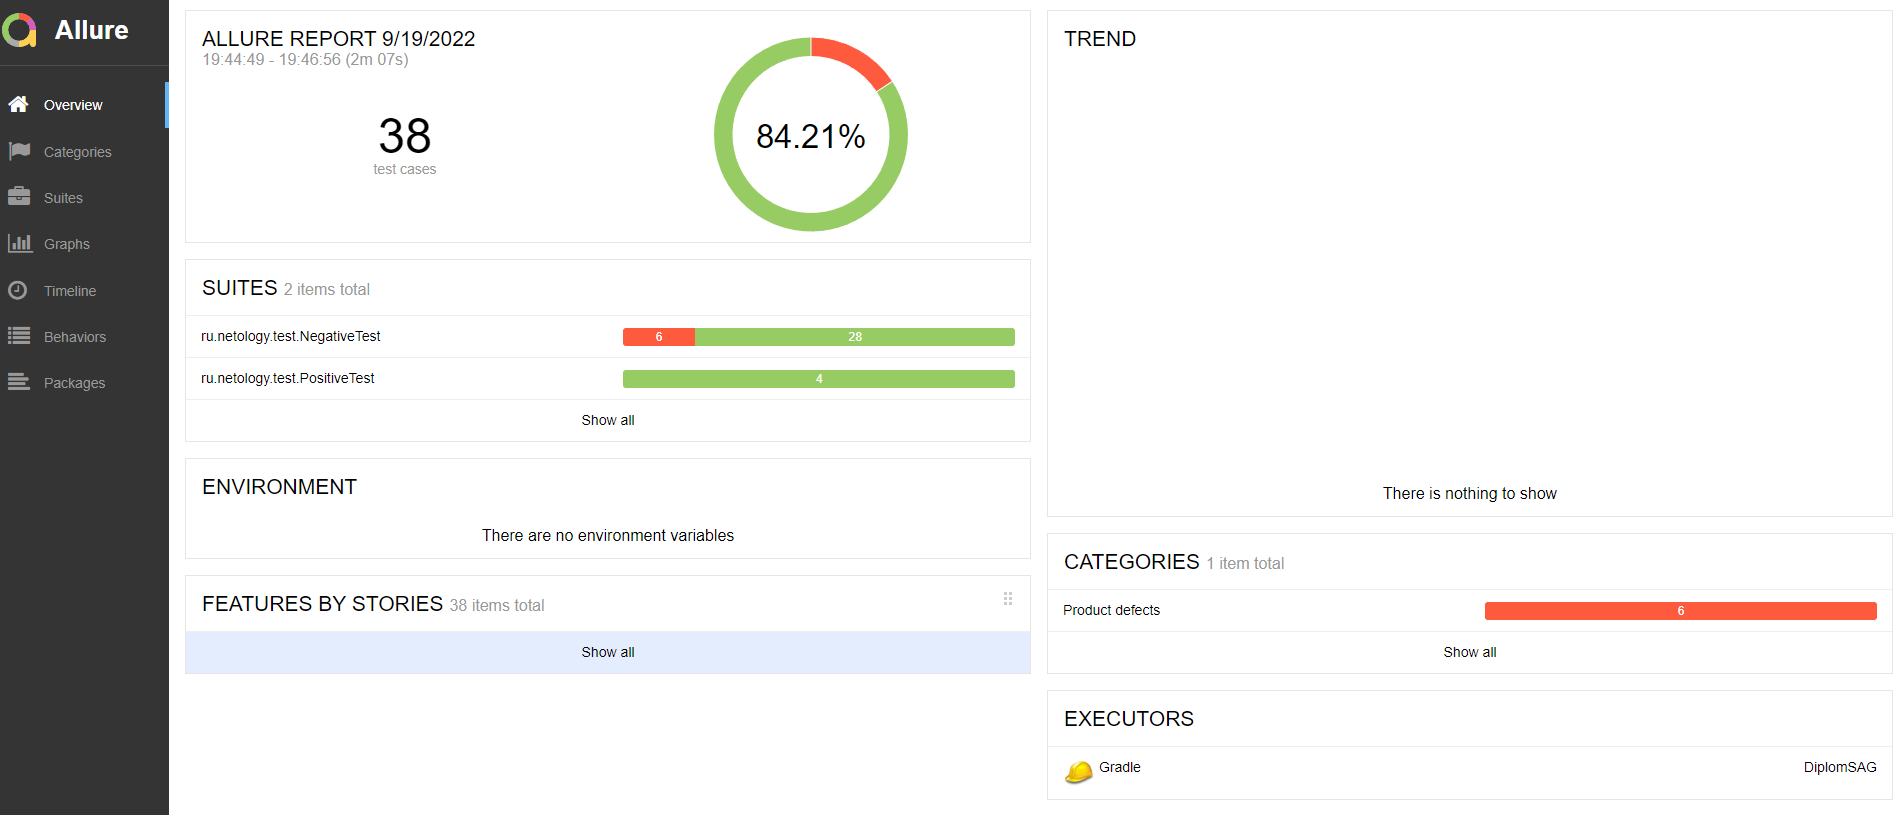 Allure
Overview
Categories
Suites
Graphs
Timeline
Behaviors
Packages
ALLURE REPORT 9/19/2022
19:44:49 - 19:46:56 (2m 07s)
38
test cases
84.21%
SUITES 2 items total
ru.netology.test.NegativeTest 6 28
ru.netology.test.PositiveTest 4
Show all
ENVIRONMENT
There are no environment variables
FEATURES BY STORIES 38 items total
Show all
TREND
There is nothing to show
CATEGORIES 1 item total
Product defects 6
Show all
EXECUTORS
Gradle DiplomSAG